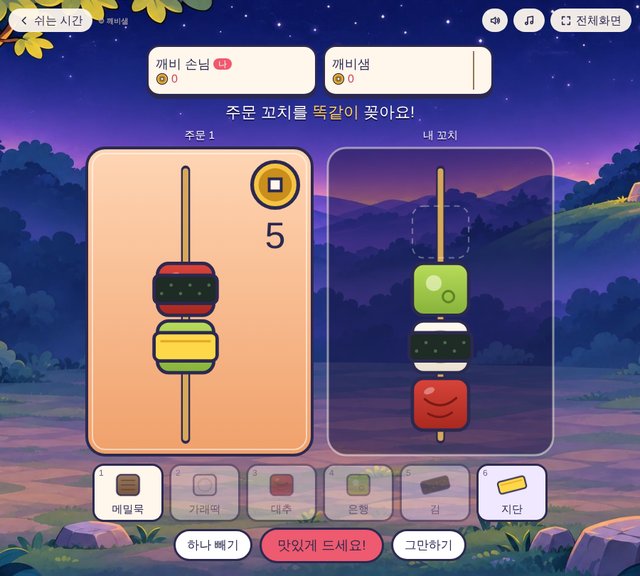 쉬는 시간
© 깨비샘
전체화면
깨비 손님 나
0
깨비샘
0
주문 꼬치를 똑같이 꽂아요!
주문 1
내 꼬치
5
1
메밀묵
2
가래떡
3
대추
4
은행
5
김
6
지단
하나 빼기
맛있게 드세요!
그만하기